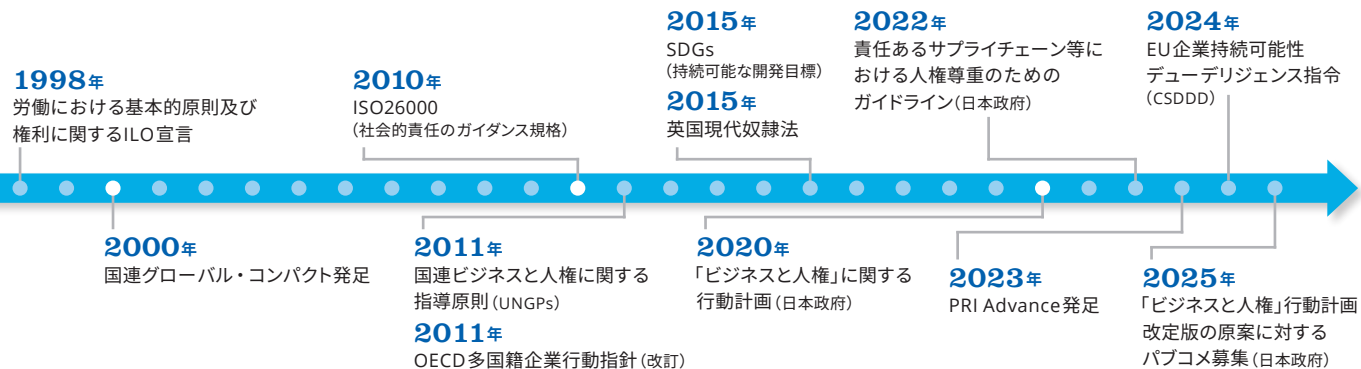 1998年
労働における基本的原則及び
権利に関するILO宣言
2010年
ISO26000
（社会的責任のガイダンス規格）
2015年
SDGs
（持続可能な開発目標）
2015年
英国現代奴隷法
2022年
責任あるサプライチェーン等に
おける人権尊重のための
ガイドライン（日本政府）
2024年
EU企業持続可能性
デューデリジェンス指令
（CSDDD）
2000年
国連グローバル・コンパクト発足
2011年
国連ビジネスと人権に関する
指導原則（UNGPs）
2011年
OECD多国籍企業行動指針（改訂）
2020年
「ビジネスと人権」に関する
行動計画（日本政府）
2023年
PRI Advance発足
2025年
「ビジネスと人権」行動計画
改定版の原案に対する
パブコメ募集（日本政府）